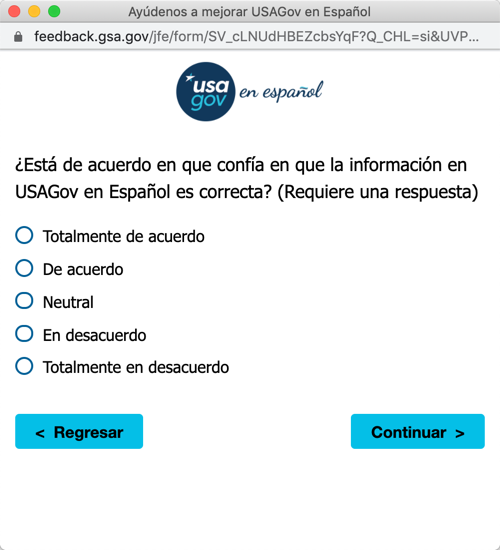 Ayúdenos a mejorar USAGov en Español
feedback.gsa.gov/jfe/form/SV_cLNUdHBEZcbsYqF?Q_CHL=si&UVP...
usa
gov
en español
¿Está de acuerdo en que confía en que la información en
USAGov en Español es correcta? (Requiere una respuesta)
Totalmente de acuerdo
De acuerdo
Neutral
En desacuerdo
Totalmente en desacuerdo
< Regresar
Continuar >